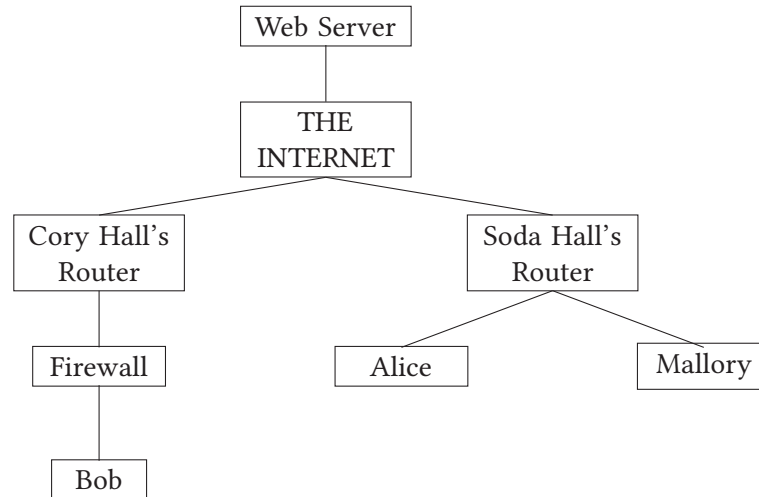 Web Server
THE
INTERNET
Cory Hall's
Router
Soda Hall's
Router
Firewall
Alice
Mallory
Bob